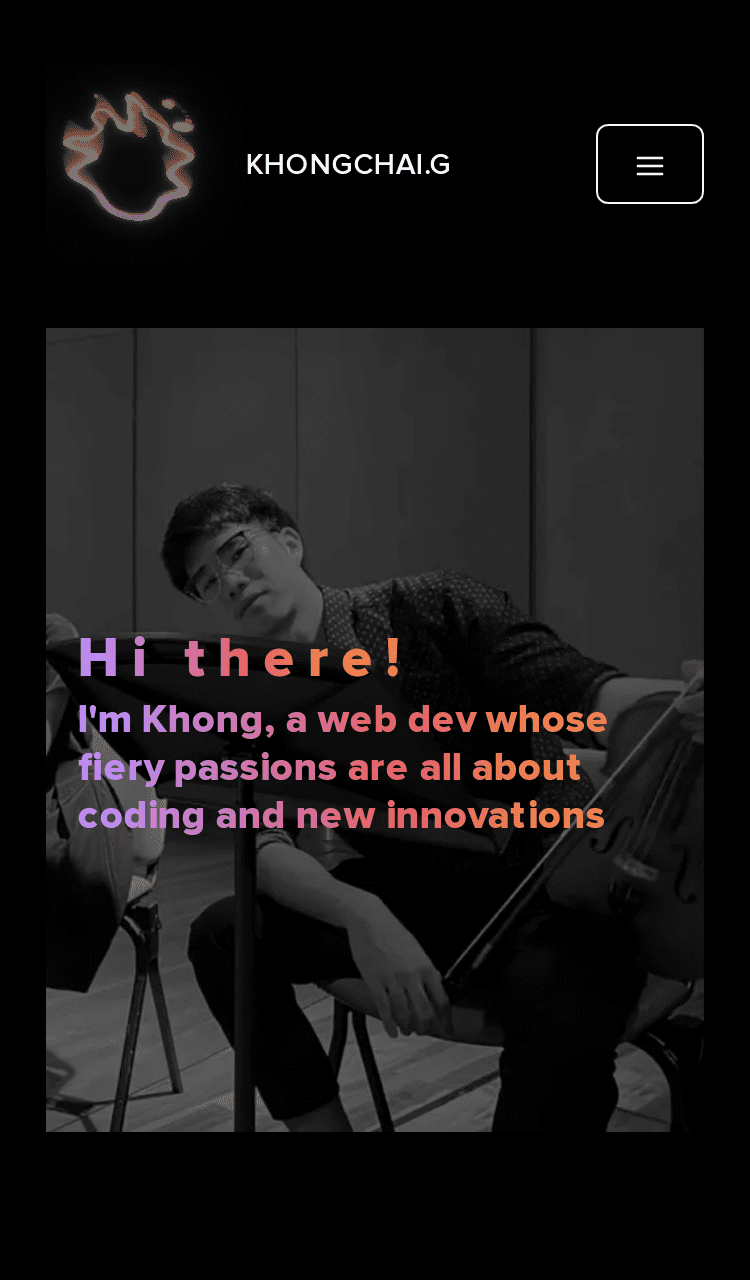 KHONGCHAI.G
Hi there!
I'm Khong, a web dev whose
fiery passions are all about
coding and new innovations